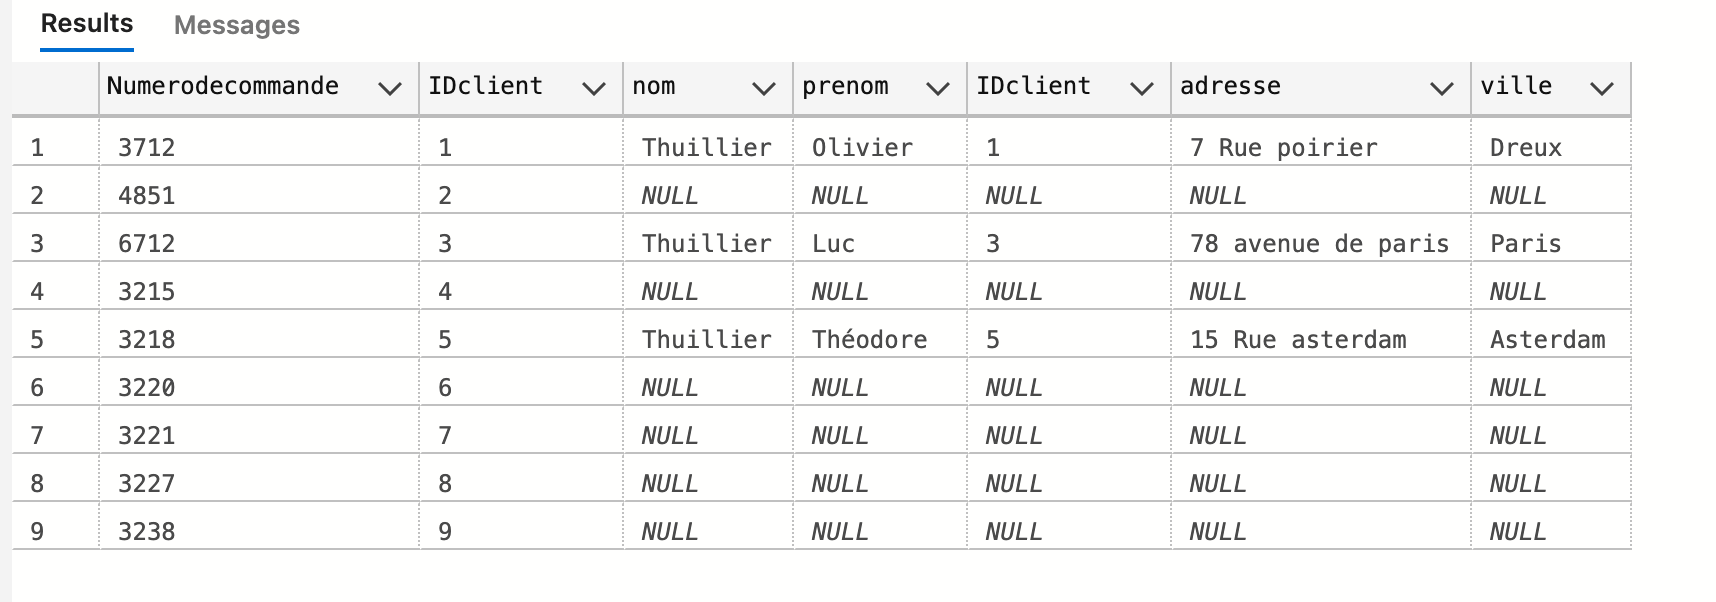 Results Messages
Numerodecommande IDclient nom prenom IDclient adresse ville
1 3712 1 Thuillier Olivier 1 7 Rue poirier Dreux
2 4851 2 NULL NULL NULL NULL NULL
3 6712 3 Thuillier Luc 3 78 avenue de paris Paris
4 3215 4 NULL NULL NULL NULL NULL
5 3218 5 Thuillier Théodore 5 15 Rue asterdam Asterdam
6 3220 6 NULL NULL NULL NULL NULL
7 3221 7 NULL NULL NULL NULL NULL
8 3227 8 NULL NULL NULL NULL NULL
9 3238 9 NULL NULL NULL NULL NULL